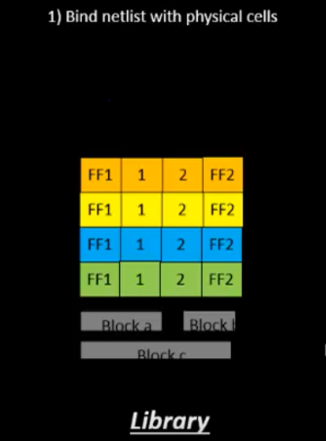 1) Bind netlist with physical cells
FF1 1 2 FF2
FF1 1 2 FF2
FF1 1 2 FF2
FF1 1 2 FF2
Block a Block
Block c
Library